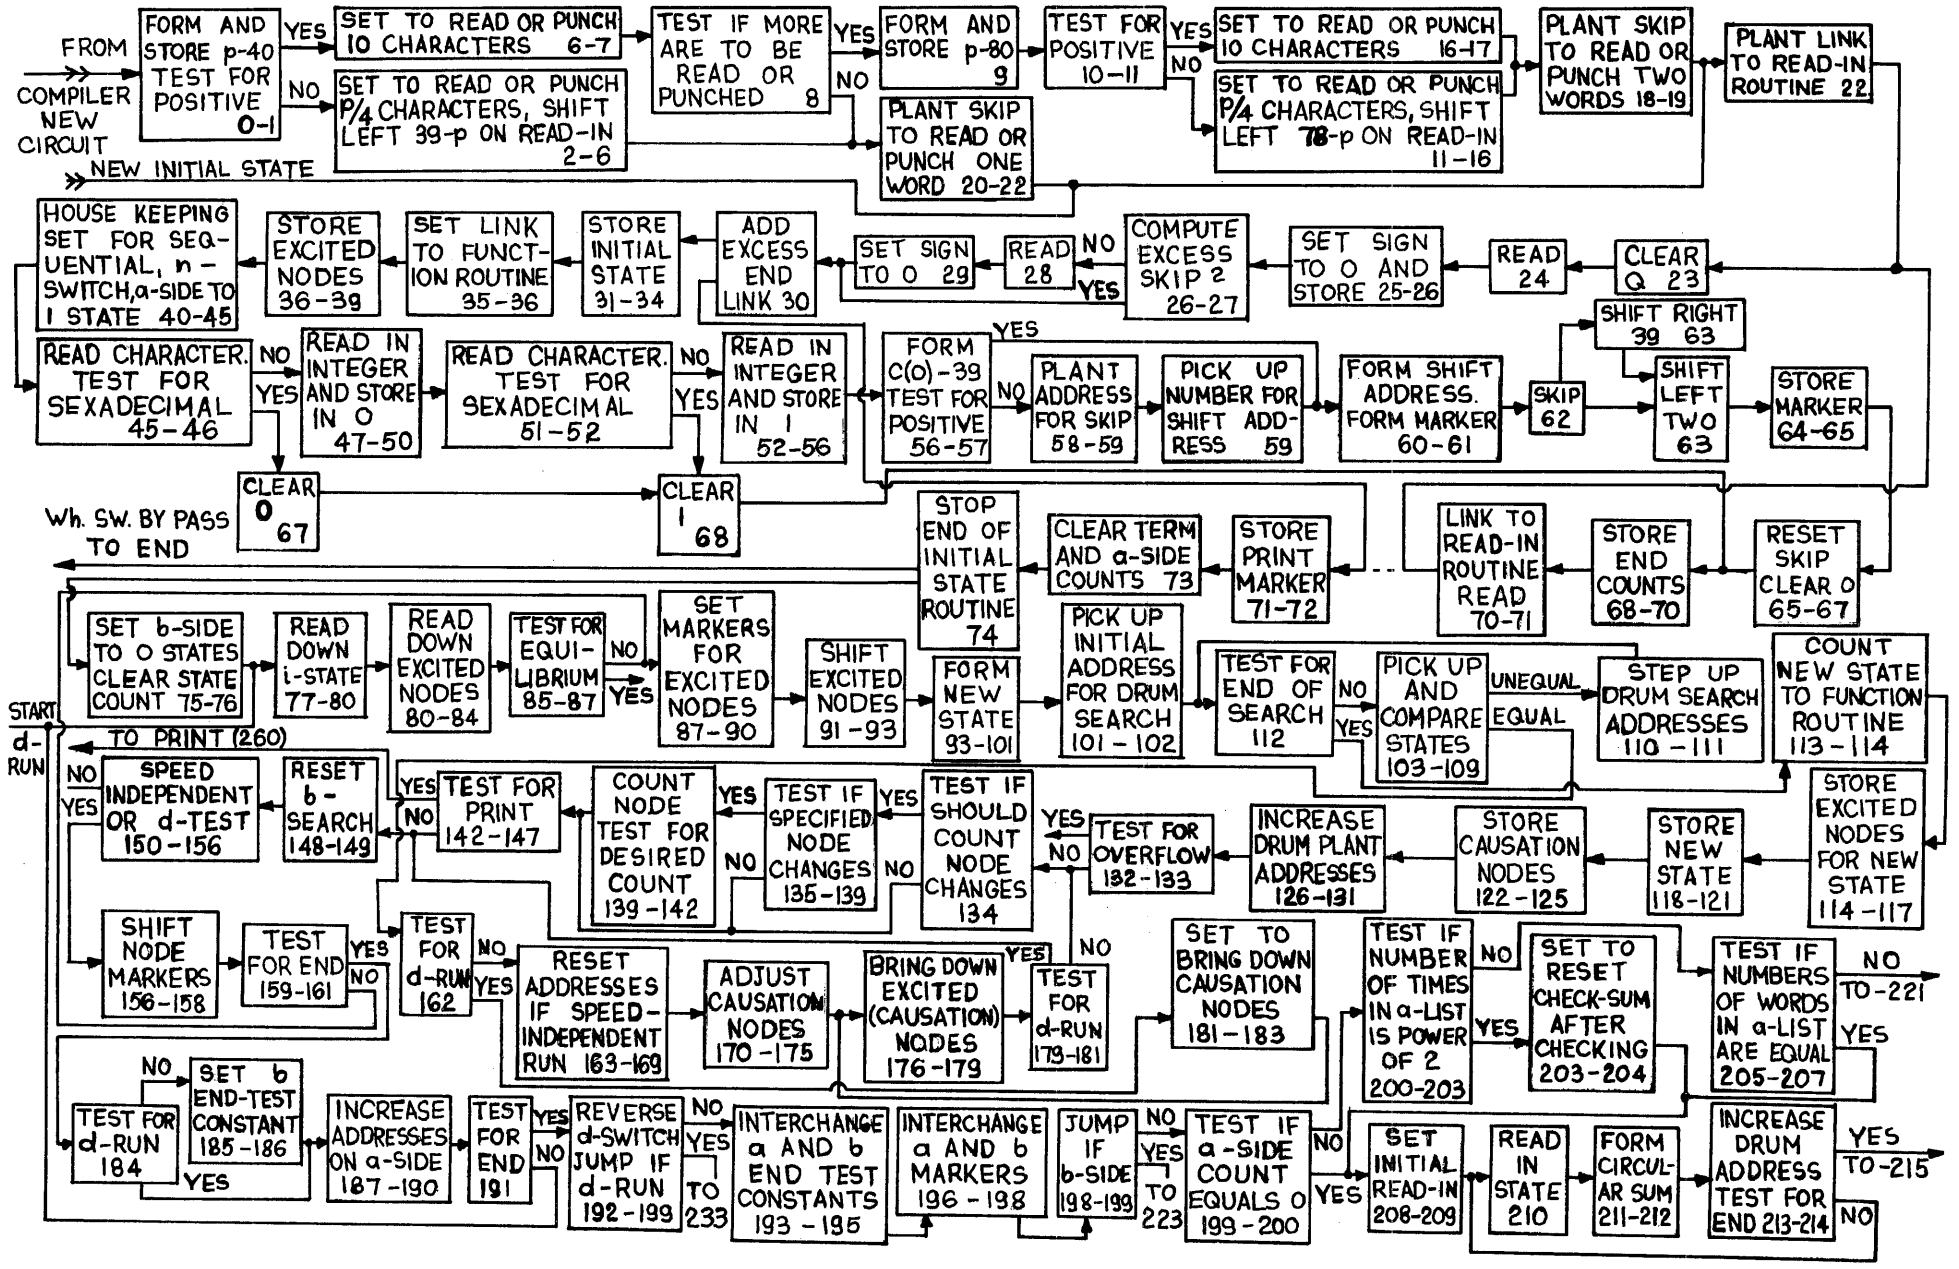 FROM
COMPILER
NEW
CIRCUIT
FORM AND
STORE p-40
TEST FOR
POSITIVE
0-1
YES
NO
SET TO READ OR PUNCH
10 CHARACTERS 6-7
SET TO READ OR PUNCH
P/4 CHARACTERS, SHIFT
LEFT 39-p ON READ-IN
2-6
TEST IF MORE
ARE TO BE
READ OR
PUNCHED 8
YES
NO
FORM AND
STORE p-80
9
PLANT SKIP
TO READ OR
PUNCH ONE
WORD 20-22
TEST FOR
POSITIVE
10-11
YES
NO
SET TO READ OR PUNCH
10 CHARACTERS 16-17
SET TO READ OR PUNCH
P/4 CHARACTERS, SHIFT
LEFT 78-p ON READ-IN
11-16
PLANT SKIP
TO READ OR
PUNCH TWO
WORDS 18-19
PLANT LINK
TO READ-IN
ROUTINE 22
NEW INITIAL STATE
HOUSE KEEPING
SET FOR SEQ-
UENTIAL, n-
SWITCH, a-SIDE TO
1 STATE 40-45
STORE
EXCITED
NODES
36-39
SET LINK
TO FUNCT-
ION ROUTINE
35-36
STORE
INITIAL
STATE
31-34
ADD
EXCESS
END
LINK 30
SET SIGN
TO 0 29
READ
28
NO
YES
COMPUTE
EXCESS
SKIP 2
26-27
SET SIGN
TO 0 AND
STORE 25-26
READ
24
CLEAR
Q 23
READ CHARACTER.
TEST FOR
SEXADECIMAL
45-46
NO
YES
READ IN
INTEGER
AND STORE
IN 0
47-50
READ CHARACTER.
TEST FOR
SEXADECIMAL
51-52
NO
YES
READ IN
INTEGER
AND STORE
IN 1
52-56
FORM
C(0)-39
TEST FOR
POSITIVE
56-57
YES
NO
PLANT
ADDRESS
FOR SKIP
58-59
PICK UP
NUMBER FOR
SHIFT ADD-
RESS 59
FORM SHIFT
ADDRESS.
FORM MARKER
60-61
SKIP
62
SHIFT RIGHT
39 63
SHIFT
LEFT
TWO
63
STORE
MARKER
64-65
CLEAR
0
67
CLEAR
1
68
Wh. SW. BY PASS
TO END
STOP
END OF
INITIAL
STATE
ROUTINE
74
CLEAR TERM
AND a-SIDE
COUNTS 73
STORE
PRINT
MARKER
71-72
LINK TO
READ-IN
ROUTINE
READ
70-71
STORE
END
COUNTS
68-70
RESET
SKIP
CLEAR 0
65-67
SET b-SIDE
TO 0 STATES
CLEAR STATE
COUNT 75-76
READ
DOWN
i-STATE
77-80
READ
DOWN
EXCITED
NODES
80-84
TEST FOR
EQUI-
LIBRIUM
85-87
NO
YES
SET
MARKERS
FOR
EXCITED
NODES
87-90
SHIFT
EXCITED
NODES
91-93
FORM
NEW
STATE
93-101
PICK UP
INITIAL
ADDRESS
FOR DRUM
SEARCH
101-102
TEST FOR
END OF
SEARCH
112
NO
YES
PICK UP
AND
COMPARE
STATES
103-109
UNEQUAL
EQUAL
STEP UP
DRUM SEARCH
ADDRESSES
110-111
COUNT
NEW STATE
TO FUNCTION
ROUTINE
113-114
START
d-
RUN
TO PRINT (260)
NO
YES
SPEED
INDEPENDENT
OR d-TEST
150-156
RESET
b-
SEARCH
148-149
YES
NO
TEST FOR
PRINT
142-147
COUNT
NODE
TEST FOR
DESIRED
COUNT
139-142
YES
NO
TEST IF
SPECIFIED
NODE
CHANGES
135-139
YES
NO
TEST IF
SHOULD
COUNT
NODE
CHANGES
134
YES
NO
TEST FOR
OVERFLOW
132-133
INCREASE
DRUM PLANT
ADDRESSES
126-131
STORE
CAUSATION
NODES
122-125
STORE
NEW
STATE
118-121
STORE
EXCITED
NODES
FOR NEW
STATE
114-117
SHIFT
NODE
MARKERS
156-158
TEST
FOR END
159-161
YES
NO
TEST
FOR
d-RUN
162
NO
YES
RESET
ADDRESSES
IF SPEED-
INDEPENDENT
RUN 163-169
ADJUST
CAUSATION
NODES
170-175
BRING DOWN
EXCITED
(CAUSATION)
NODES
176-179
YES
NO
TEST
FOR
d-RUN
179-181
SET TO
BRING DOWN
CAUSATION
NODES
181-183
TEST IF
NUMBER
OF TIMES
IN a-LIST
IS POWER
OF 2
200-203
NO
YES
SET TO
RESET
CHECK-SUM
AFTER
CHECKING
203-204
TEST IF
NUMBERS
OF WORDS
IN a-LIST
ARE EQUAL
205-207
NO
TO-221
YES
TEST FOR
d-RUN
184
NO
YES
SET b
END-TEST
CONSTANT
185-186
INCREASE
ADDRESSES
ON a-SIDE
187-190
TEST
FOR
END
191
YES
NO
REVERSE
d-SWITCH
JUMP IF
d-RUN
192-199
NO
YES
TO
233
INTERCHANGE
a AND b
END TEST
CONSTANTS
193-195
INTERCHANGE
a AND b
MARKERS
196-198
JUMP
IF
b-SIDE
198-199
NO
YES
TO
223
TEST IF
a-SIDE
COUNT
EQUALS 0
199-200
NO
YES
SET
INITIAL
READ-IN
208-209
READ
IN
STATE
210
FORM
CIRCUL-
AR SUM
211-212
INCREASE
DRUM
ADDRESS
TEST FOR
END 213-214
YES
TO-215
NO